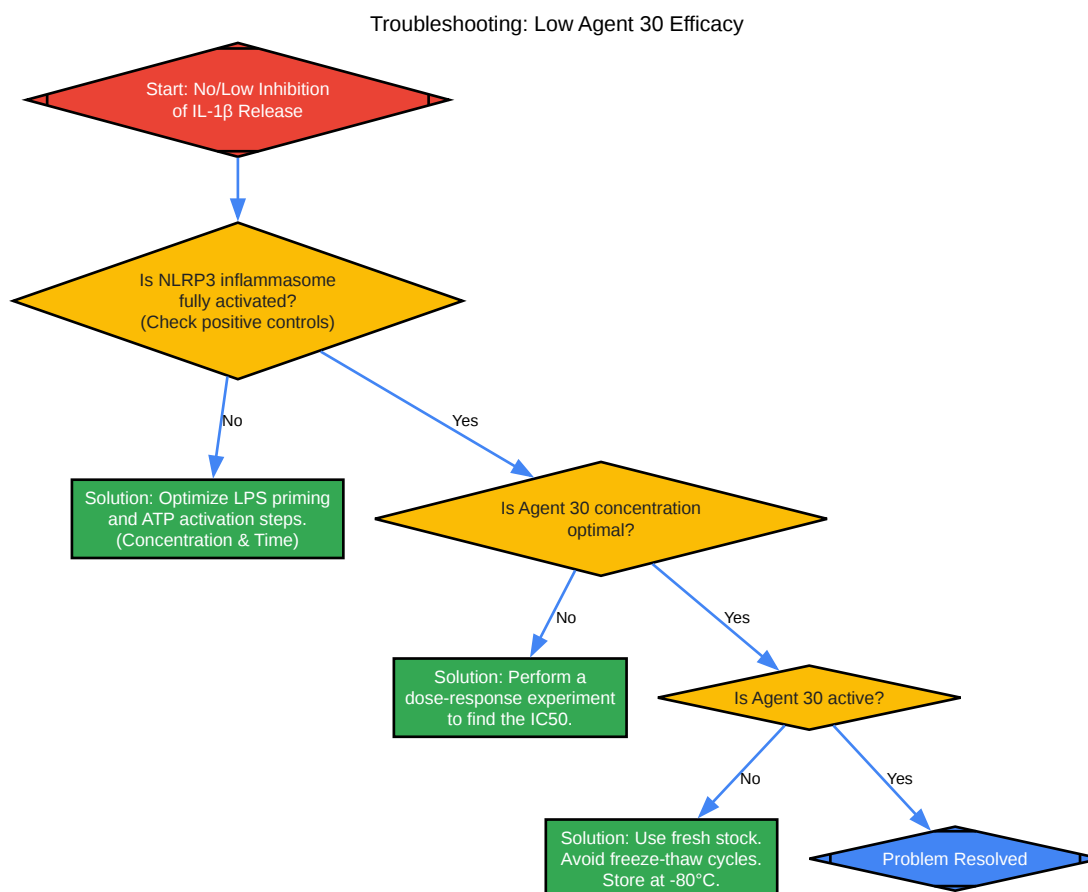 Troubleshooting: Low Agent 30 Efficacy
Start: No/Low Inhibition
of IL-1β Release
Is NLRP3 inflammasome
fully activated?
(Check positive controls)
No
Yes
Solution: Optimize LPS priming
and ATP activation steps.
(Concentration & Time)
Is Agent 30 concentration
optimal?
No
Yes
Solution: Perform a
dose-response experiment
to find the IC50.
Is Agent 30 active?
No
Yes
Solution: Use fresh stock.
Avoid freeze-thaw cycles.
Store at -80°C.
Problem Resolved